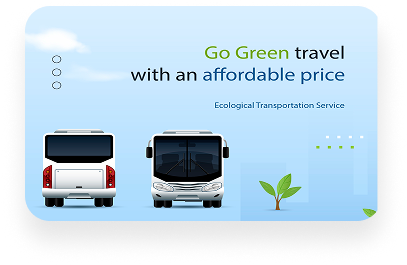 Go Green travel
with an affordable price
Ecological Transportation Service